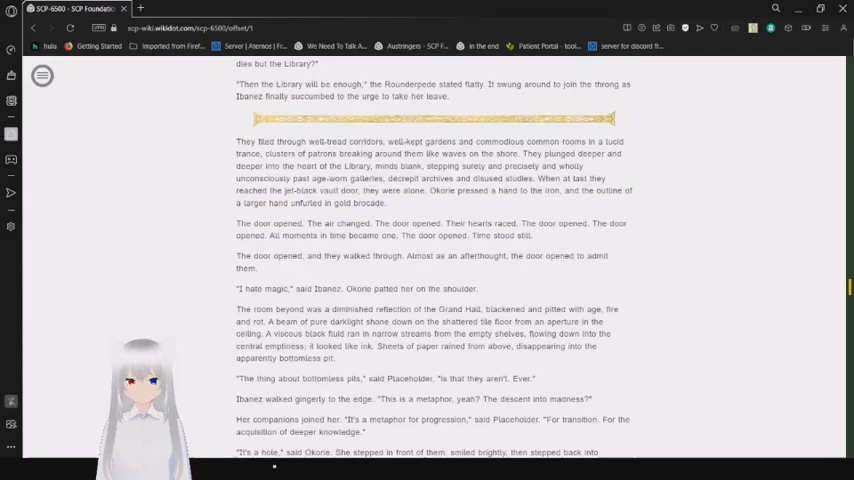 SCP-6500 - SCP Foundatio
scp-wiki.wikidot.com/scp-6500/offset/1
VPN
hulu
Getting Started
Imported from Firef...
Server | Aternos | Fr...
We Need To Talk A...
Austringers - SCP F...
in the end
Patient Portal - tool...
server for discord fr...
dies but the Library?"
"Then the Library will be enough," the Rounderpede stated flatly. It swung around to join the throng as
Ibanez finally succumbed to the urge to take her leave.
They filed through well-tread corridors, well-kept gardens and commodious common rooms in a lucid
trance, clusters of patrons breaking around them like waves on the shore. They plunged deeper and
deeper into the heart of the Library, minds blank, stepping surely and precisely and wholly
unconsciously past age-worn galleries, decrepit archives and disused studies. When at last they
reached the jet-black vault door, they were alone. Okorie pressed a hand to the iron, and the outline of
a larger hand unfurled in gold brocade.
The door opened. The air changed. The door opened. Their hearts raced. The door opened. The door
opened. All moments in time became one. The door opened. Time stood still.
The door opened, and they walked through. Almost as an afterthought, the door opened to admit
them.
"I hate magic," said Ibanez. Okorie patted her on the shoulder.
The room beyond was a diminished reflection of the Grand Hall, blackened and pitted with age, fire
and rot. A beam of pure darklight shone down on the shattered tile floor from an aperture in the
ceiling. A viscous black fluid ran in narrow streams from the empty shelves, flowing down into the
central emptiness; it looked like ink. Sheets of paper rained from above, disappearing into the
apparently bottomless pit.
"The thing about bottomless pits," said Placeholder, "is that they aren't. Ever."
Ibanez walked gingerly to the edge. "This is a metaphor, yeah? The descent into madness?"
Her companions joined her. "It's a metaphor for progression," said Placeholder. "For transition. For the
acquisition of deeper knowledge."
"It's a hole," said Okorie. She stepped in front of them, smiled brightly, then stepped back into